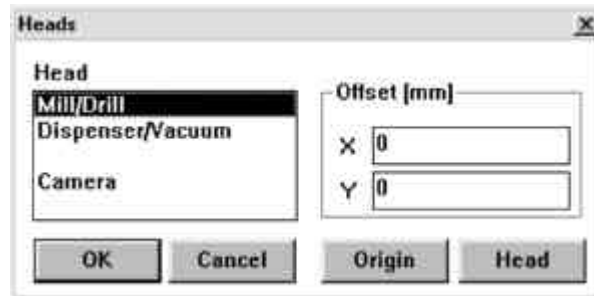 Heads
Head
Mill/Drill
Dispenser/Vacuum
Camera
Offset [mm]
X 0
Y 0
OK Cancel Origin Head